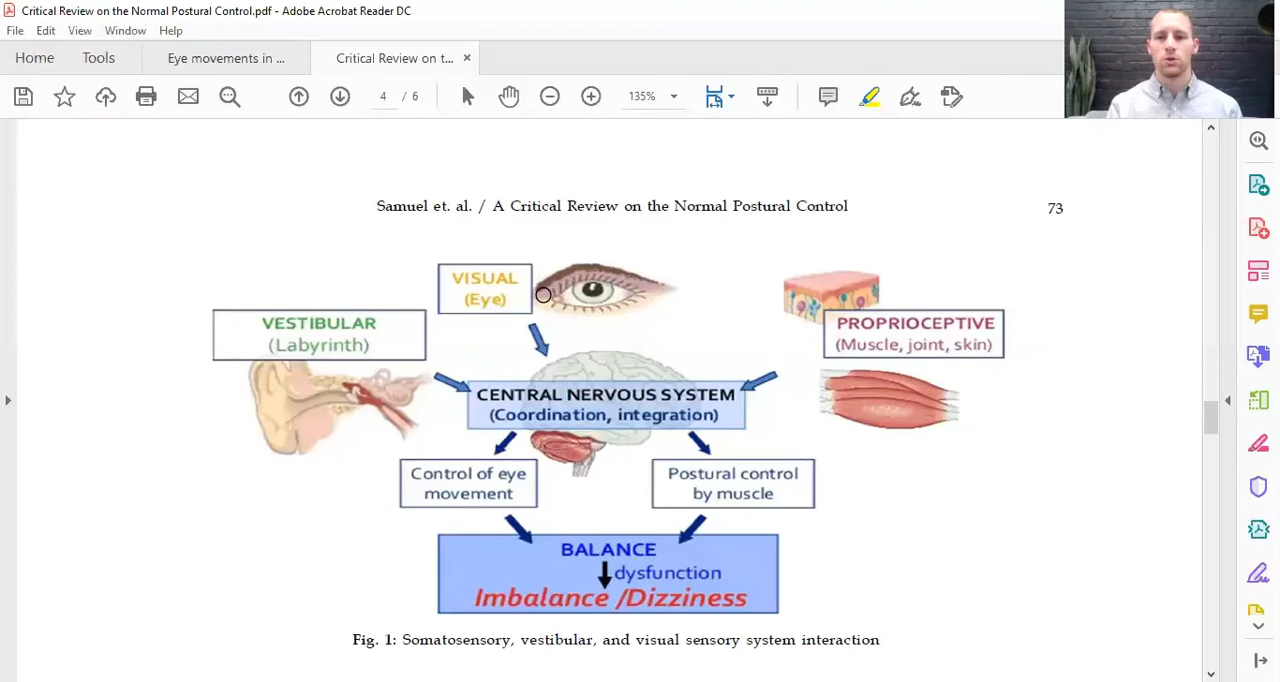 Critical Review on the Normal Postural Control.pdf - Adobe Acrobat Reader DC
File Edit View Window Help
Home Tools Eye movements in ... Critical Review on t... ×
4 / 6 135%
Samuel et. al. / A Critical Review on the Normal Postural Control 73
VISUAL
(Eye)
VESTIBULAR
(Labyrinth)
PROPRIOCEPTIVE
(Muscle, joint, skin)
CENTRAL NERVOUS SYSTEM
(Coordination, integration)
Control of eye
movement
Postural control
by muscle
BALANCE
dysfunction
Imbalance /Dizziness
Fig. 1: Somatosensory, vestibular, and visual sensory system interaction